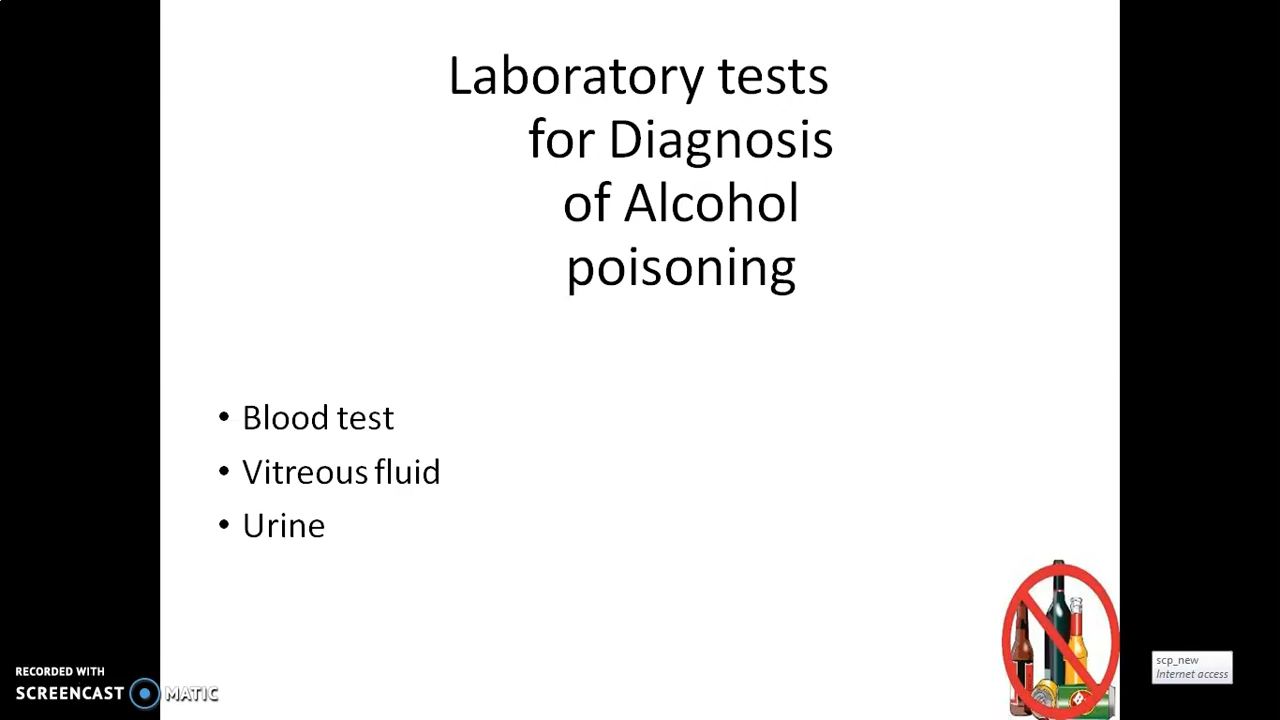 Laboratory tests
for Diagnosis
of Alcohol
poisoning
• Blood test
• Vitreous fluid
• Urine
RECORDED WITH
SCREENCAST MATIC
scp_new
Internet access